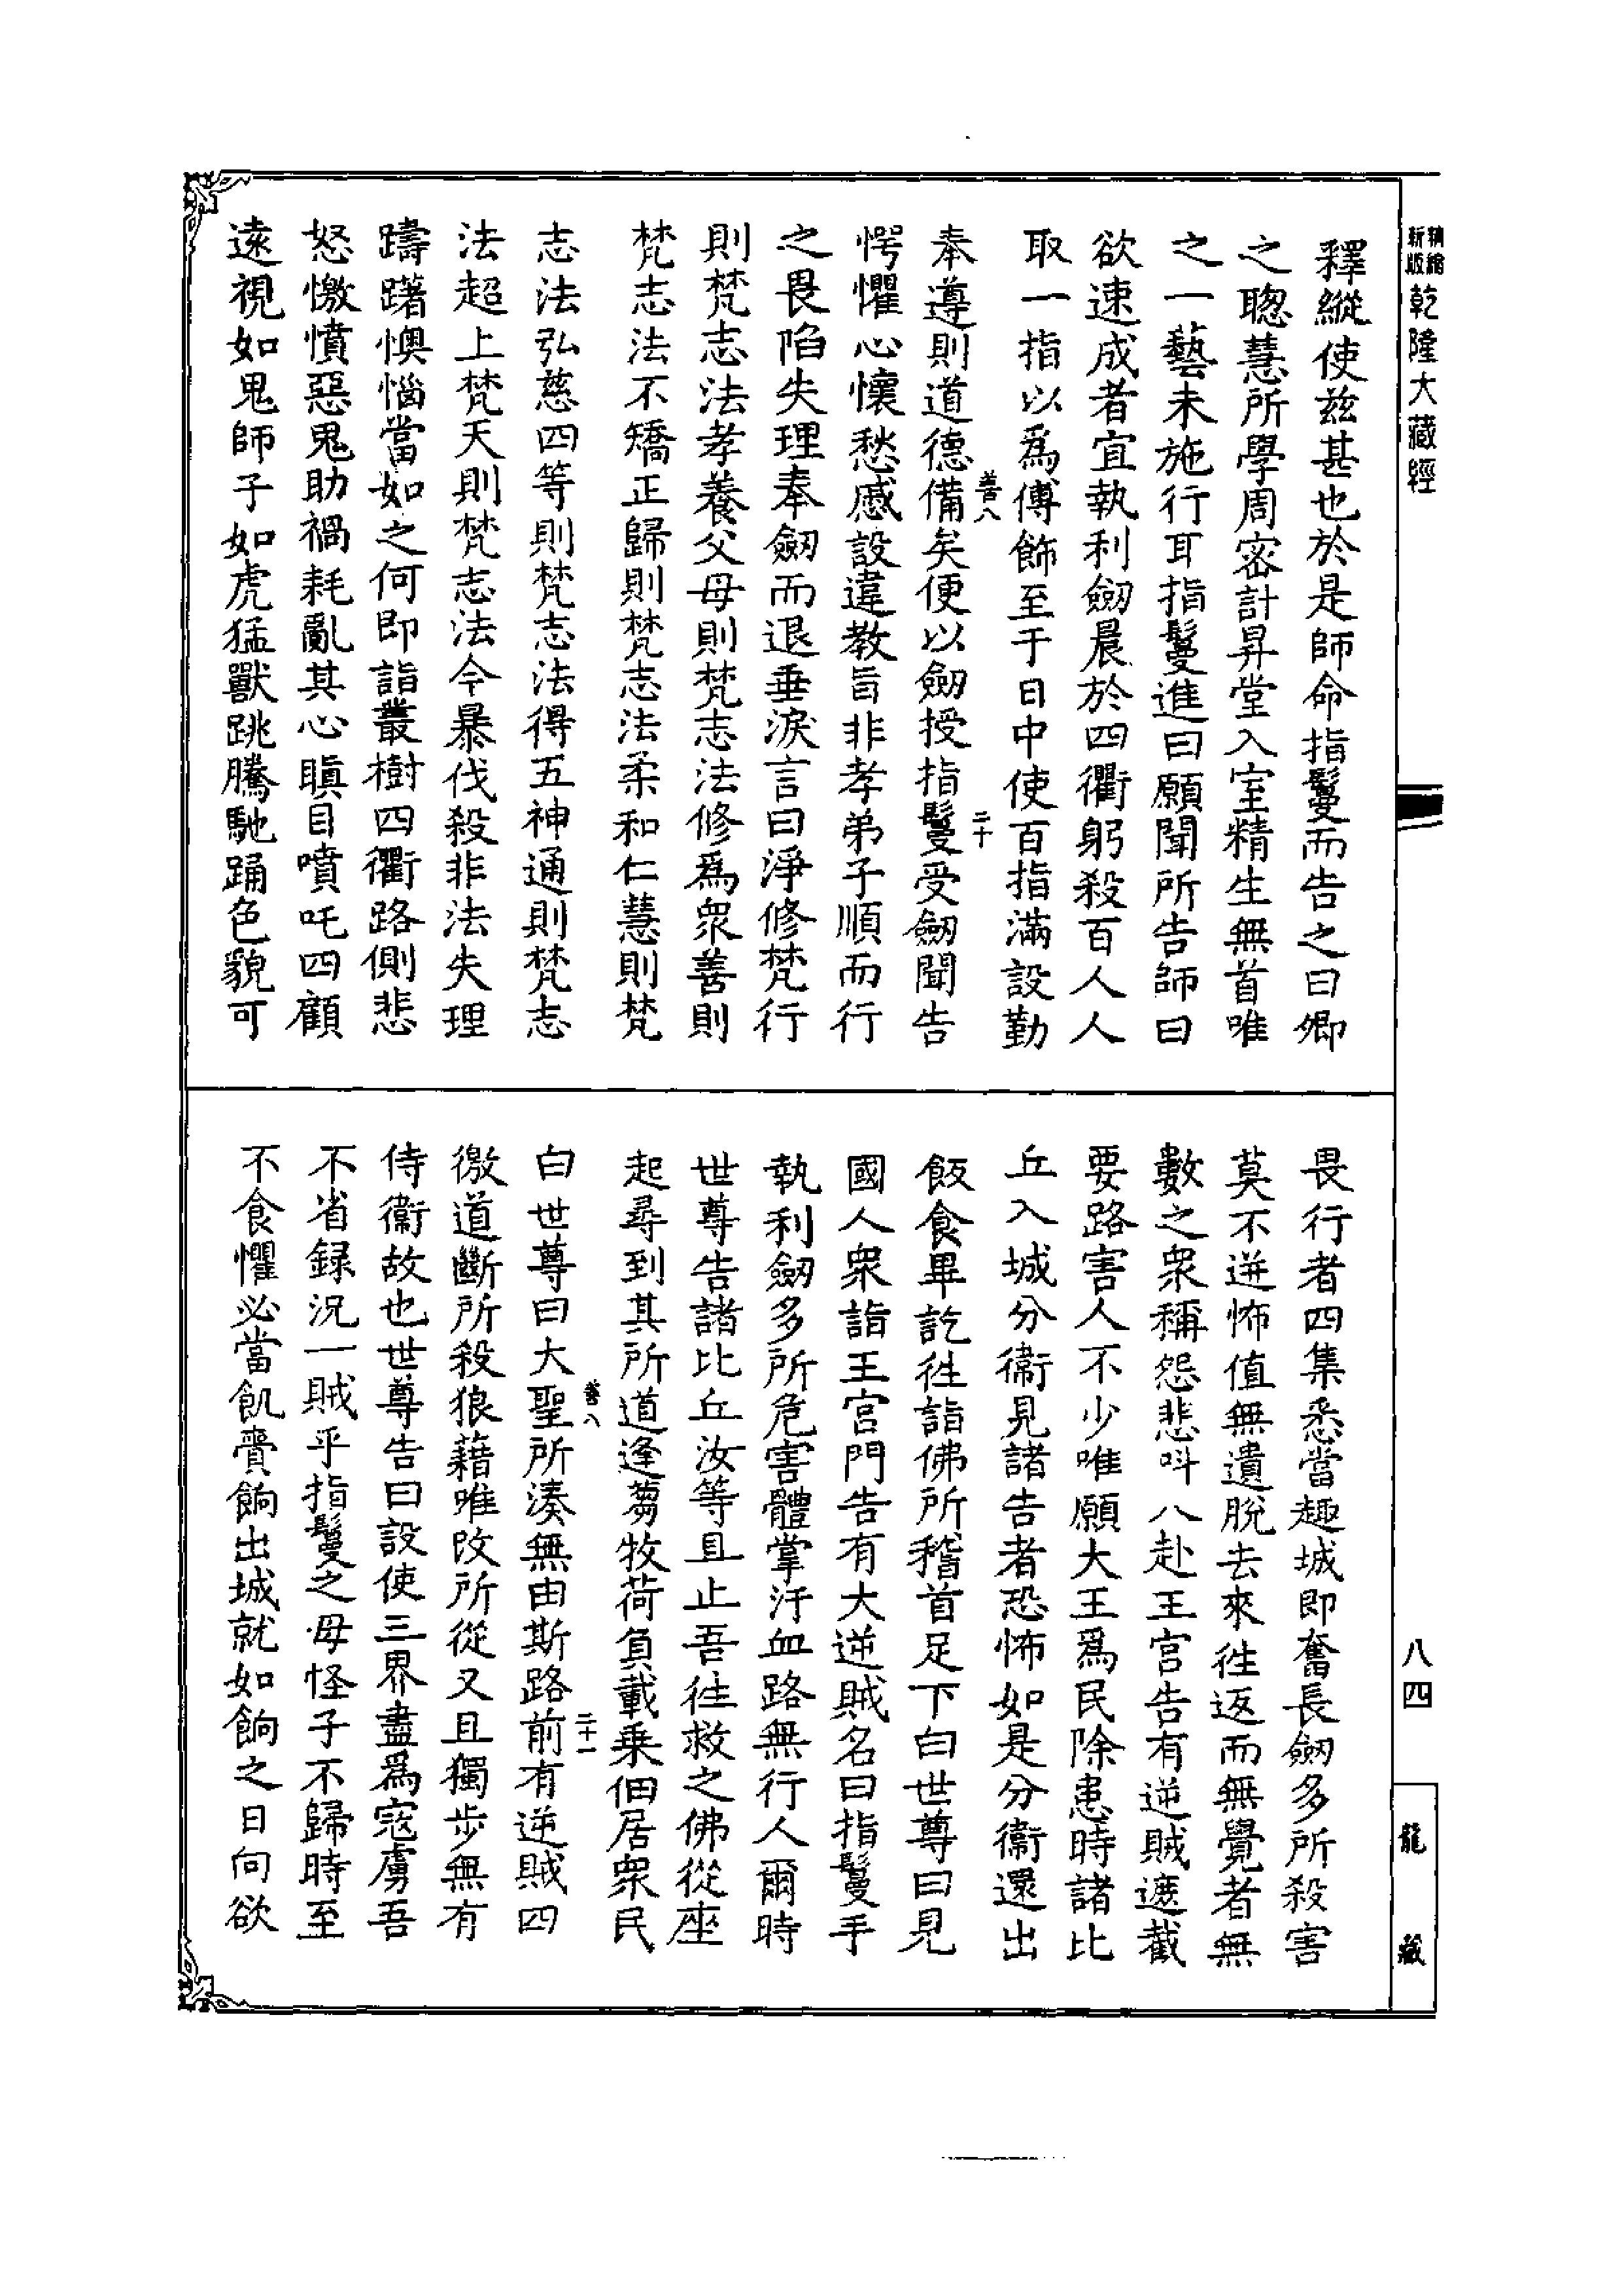 精縮新版乾隆大藏經
釋縱使茲甚也於是師命指鬘而告之曰卿
之聰慧所學周密計昇堂入室精生無首唯
之一藝未施行耳指鬘進曰願聞所告師曰
欲速成者宜執利劒晨於四衢躬殺百人人
取一指以爲傅飾至于日中使百指滿設勤
奉遵則道德備矣便以劒授指鬘受劒聞告
善八 二十
愕懼心懷愁慼設違教旨非孝弟子順而行
之畏陷失理奉劒而退垂淚言曰淨修梵行
則梵志法孝養父母則梵志法修爲衆善則
梵志法不矯正歸則梵志法柔和仁慧則梵
志法弘慈四等則梵志法得五神通則梵志
法超上梵天則梵志法今暴伐殺非法失理
躊躇懊惱當如之何即詣叢樹四衢路側悲
怒憿憤惡鬼助禍耗亂其心瞋目噴吒四顧
遠視如鬼師子如虎猛獸跳騰馳踊色貌可
畏行者四集悉當趣城即奮長劒多所殺害
莫不迸怖值無遺脫去來徃返而無覺者無
數之衆稱怨悲呌八赴王宫告有逆賊遮截
要路害人不少唯願大王爲民除患時諸比
丘入城分衞見諸告者恐怖如是分衞還出
飯食畢訖徃詣佛所稽首足下白世尊曰見
國人衆詣王宫門告有大逆賊名曰指鬘手
執利劒多所危害體掌汙血路無行人爾時
世尊告諸比丘汝等且止吾徃救之佛從座
起尋到其所道逢芻牧荷負載乗佃居衆民
白世尊曰大聖所湊無由斯路前有逆賊四
善八 二十一
徼道斷所殺狼藉唯改所從又且獨步無有
侍衞故也世尊告曰設使三界盡爲寇虜吾
不省録況一賊乎指鬘之母怪子不歸時至
不食懼必當飢賷餉出城就如餉之日向欲
八四
龍藏